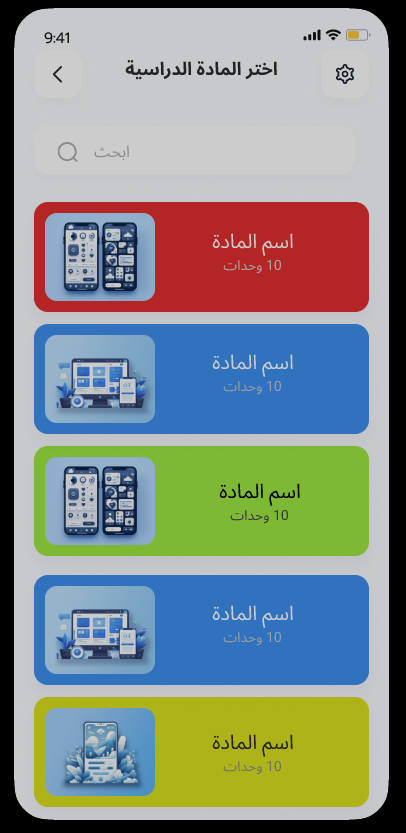 9:41
اختر المادة الدراسية
ابحث
اسم المادة
10 وحدات
اسم المادة
10 وحدات
اسم المادة
10 وحدات
اسم المادة
10 وحدات
اسم المادة
10 وحدات